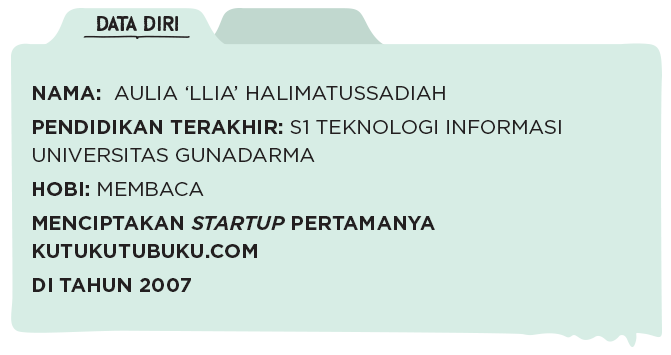 DATA DIRI
NAMA: AULIA ‘LLIA’ HALIMATUSSADIAH
PENDIDIKAN TERAKHIR: S1 TEKNOLOGI INFORMASI
UNIVERSITAS GUNADARMA
HOBI: MEMBACA
MENCIPTAKAN STARTUP PERTAMANYA
KUTUKUTUBUKU.COM
DI TAHUN 2007